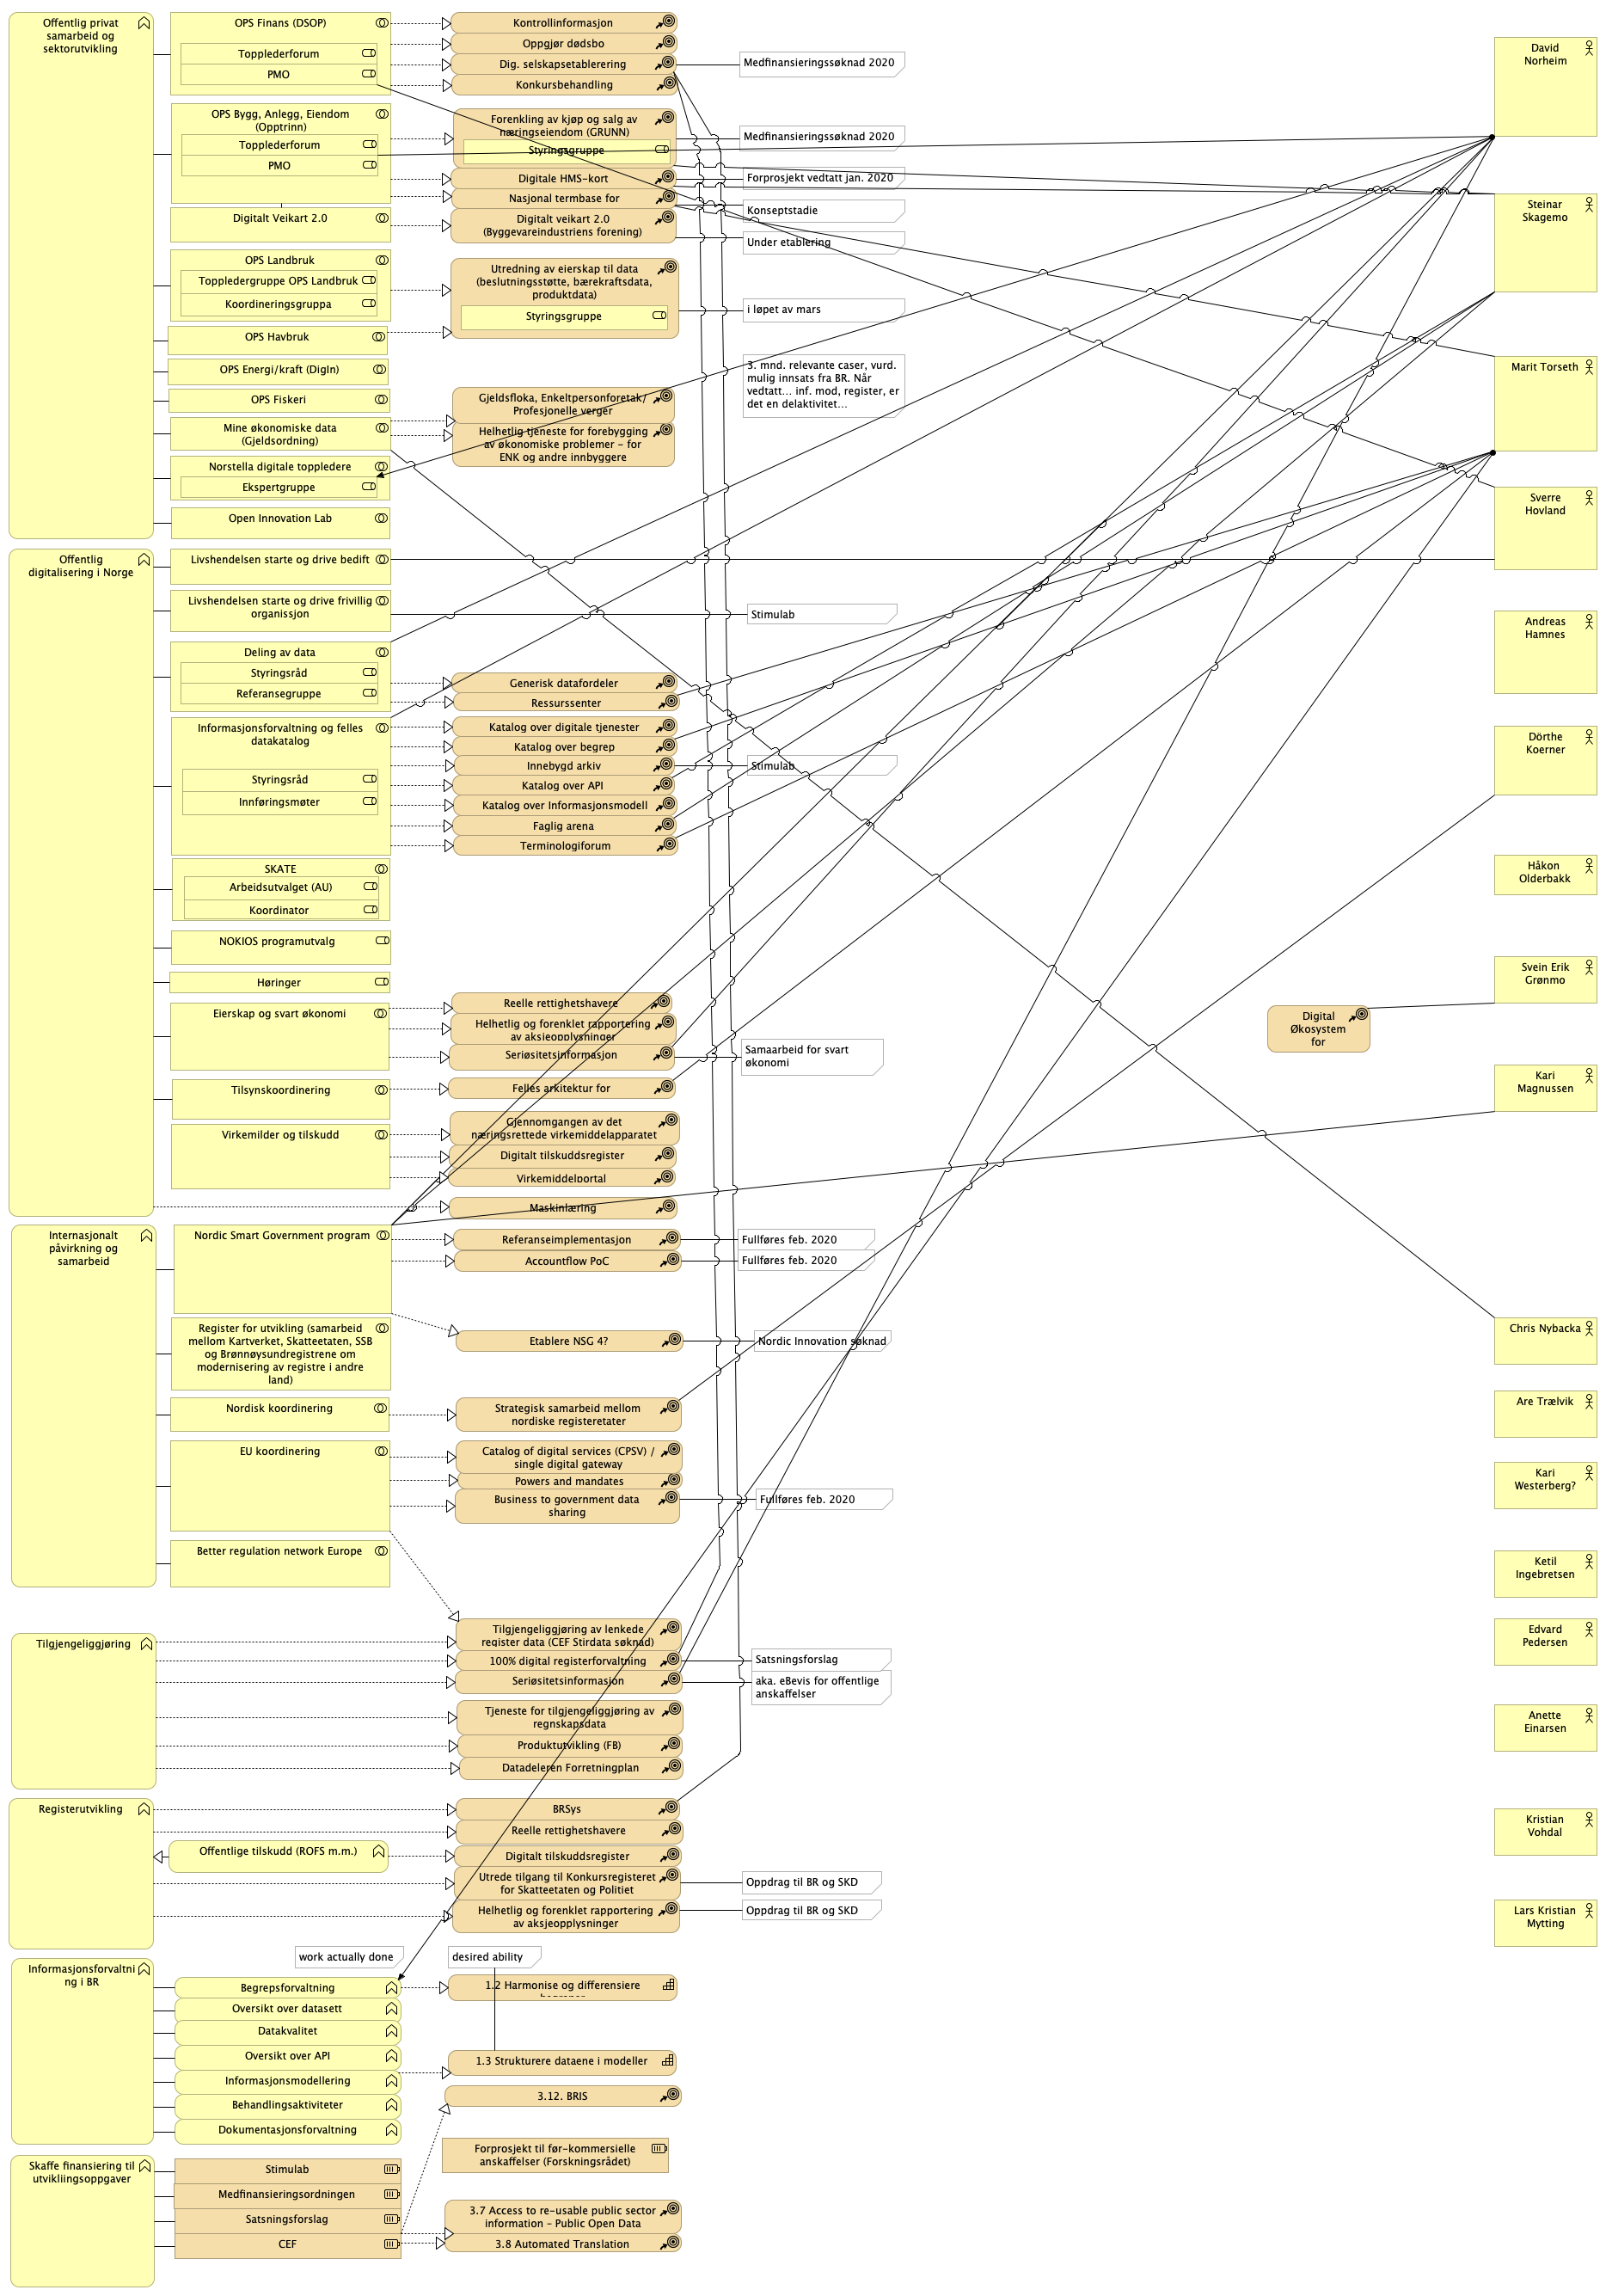 Offentlig privat
samarbeid og
sektorutvikling
OPS Finans (DSOP)
Topplederforum
PMO
Kontrollinformasjon
Oppgjør dødsbo
Dig. selskapsetablerering
Konkursbehandling
Medfinansieringssøknad 2020
David
Norheim
OPS Bygg, Anlegg, Eiendom
(Opptrinn)
Topplederforum
PMO
Forenkling av kjøp og salg av
næringseiendom (GRUNN)
Styringsgruppe
Medfinansieringssøknad 2020
Digitale HMS-kort
Forprosjekt vedtatt jan. 2020
Nasjonal termbase for
Konseptstadie
Steinar
Skagemo
Digitalt Veikart 2.0
Digitalt veikart 2.0
(Byggevareindustriens forening)
Under etablering
OPS Landbruk
Toppledergruppe OPS Landbruk
Koordineringsgruppa
Utredning av eierskap til data
(beslutningsstøtte, bærekraftsdata,
produktdata)
Styringsgruppe
i løpet av mars
OPS Havbruk
OPS Energi/kraft (DigIn)
OPS Fiskeri
3. mnd. relevante caser, vurd.
mulig innsats fra BR. Når
vedtatt... inf. mod, register, er
det en delaktivitet...
Marit Torseth
Mine økonomiske data
(Gjeldsordning)
Gjeldsfloka, Enkeltpersonforetak/
Profesjonelle verger
Helhetlig tjeneste for forebygging
av økonomiske problemer – for
ENK og andre innbyggere
Norstella digitale toppledere
Ekspertgruppe
Open Innovation Lab
Sverre
Hovland
Offentlig
digitalisering i Norge
Livshendelsen starte og drive bedift
Livshendelsen starte og drive frivillig
organissjon
Stimulab
Andreas
Hamnes
Deling av data
Styringsråd
Referansegruppe
Generisk datafordeler
Ressurssenter
Informasjonsforvaltning og felles
datakatalog
Styringsråd
Innføringsmøter
Katalog over digitale tjenester
Katalog over begrep
Innebygd arkiv
Stimulab
Katalog over API
Katalog over Informasjonsmodell
Faglig arena
Terminologiforum
Dörthe
Koerner
SKATE
Arbeidsutvalget (AU)
Koordinator
Håkon
Olderbakk
NOKIOS programutvalg
Høringer
Svein Erik
Grønmo
Digital
Økosystem
for
Eierskap og svart økonomi
Reelle rettighetshavere
Helhetlig og forenklet rapportering
av aksjeopplysninger
Seriøsitetsinformasjon
Samaarbeid for svart
økonomi
Tilsynskoordinering
Felles arkitektur for
Kari
Magnussen
Virkemilder og tilskudd
Gjennomgangen av det
næringsrettede virkemiddelapparatet
Digitalt tilskuddsregister
Virkemiddelportal
Maskinlæring
Internasjonalt
påvirkning og
samarbeid
Nordic Smart Government program
Referanseimplementasjon
Fullføres feb. 2020
Accountflow PoC
Fullføres feb. 2020
Etablere NSG 4?
Nordic Innovation søknad
Chris Nybacka
Register for utvikling (samarbeid
mellom Kartverket, Skatteetaten, SSB
og Brønnøysundregistrene om
modernisering av registre i andre
land)
Nordisk koordinering
Strategisk samarbeid mellom
nordiske registeretater
Are Trælvik
EU koordinering
Catalog of digital services (CPSV) /
single digital gateway
Powers and mandates
Business to government data
sharing
Fullføres feb. 2020
Kari
Westerberg?
Better regulation network Europe
Ketil
Ingebretsen
Tilgjengeliggjøring
Tilgjengeliggjøring av lenkede
register data (CEF Stirdata søknad)
100% digital registerforvaltning
Satsningsforslag
Seriøsitetsinformasjon
aka. eBevis for offentlige
anskaffelser
Edvard
Pedersen
Tjeneste for tilgjengeliggjøring av
regnskapsdata
Produktutvikling (FB)
Datadeleren Forretningplan
Anette
Einarsen
Registerutvikling
BRSys
Reelle rettighetshavere
Offentlige tilskudd (ROFS m.m.)
Digitalt tilskuddsregister
Utrede tilgang til Konkursregisteret
for Skatteetaten og Politiet
Oppdrag til BR og SKD
Helhetlig og forenklet rapportering
av aksjeopplysninger
Oppdrag til BR og SKD
Kristian
Vohdal
Lars Kristian
Mytting
work actually done
desired ability
Informasjonsforvaltni
ng i BR
Begrepsforvaltning
Oversikt over datasett
Datakvalitet
Oversikt over API
Informasjonsmodellering
Behandlingsaktiviteter
Dokumentasjonsforvaltning
1.2 Harmonise og differensiere
1.3 Strukturere dataene i modeller
3.12. BRIS
Forprosjekt til før-kommersielle
anskaffelser (Forskningsrådet)
Skaffe finansiering til
utvikliingsoppgaver
Stimulab
Medfinansieringsordningen
Satsningsforslag
CEF
3.7 Access to re-usable public sector
information – Public Open Data
3.8 Automated Translation